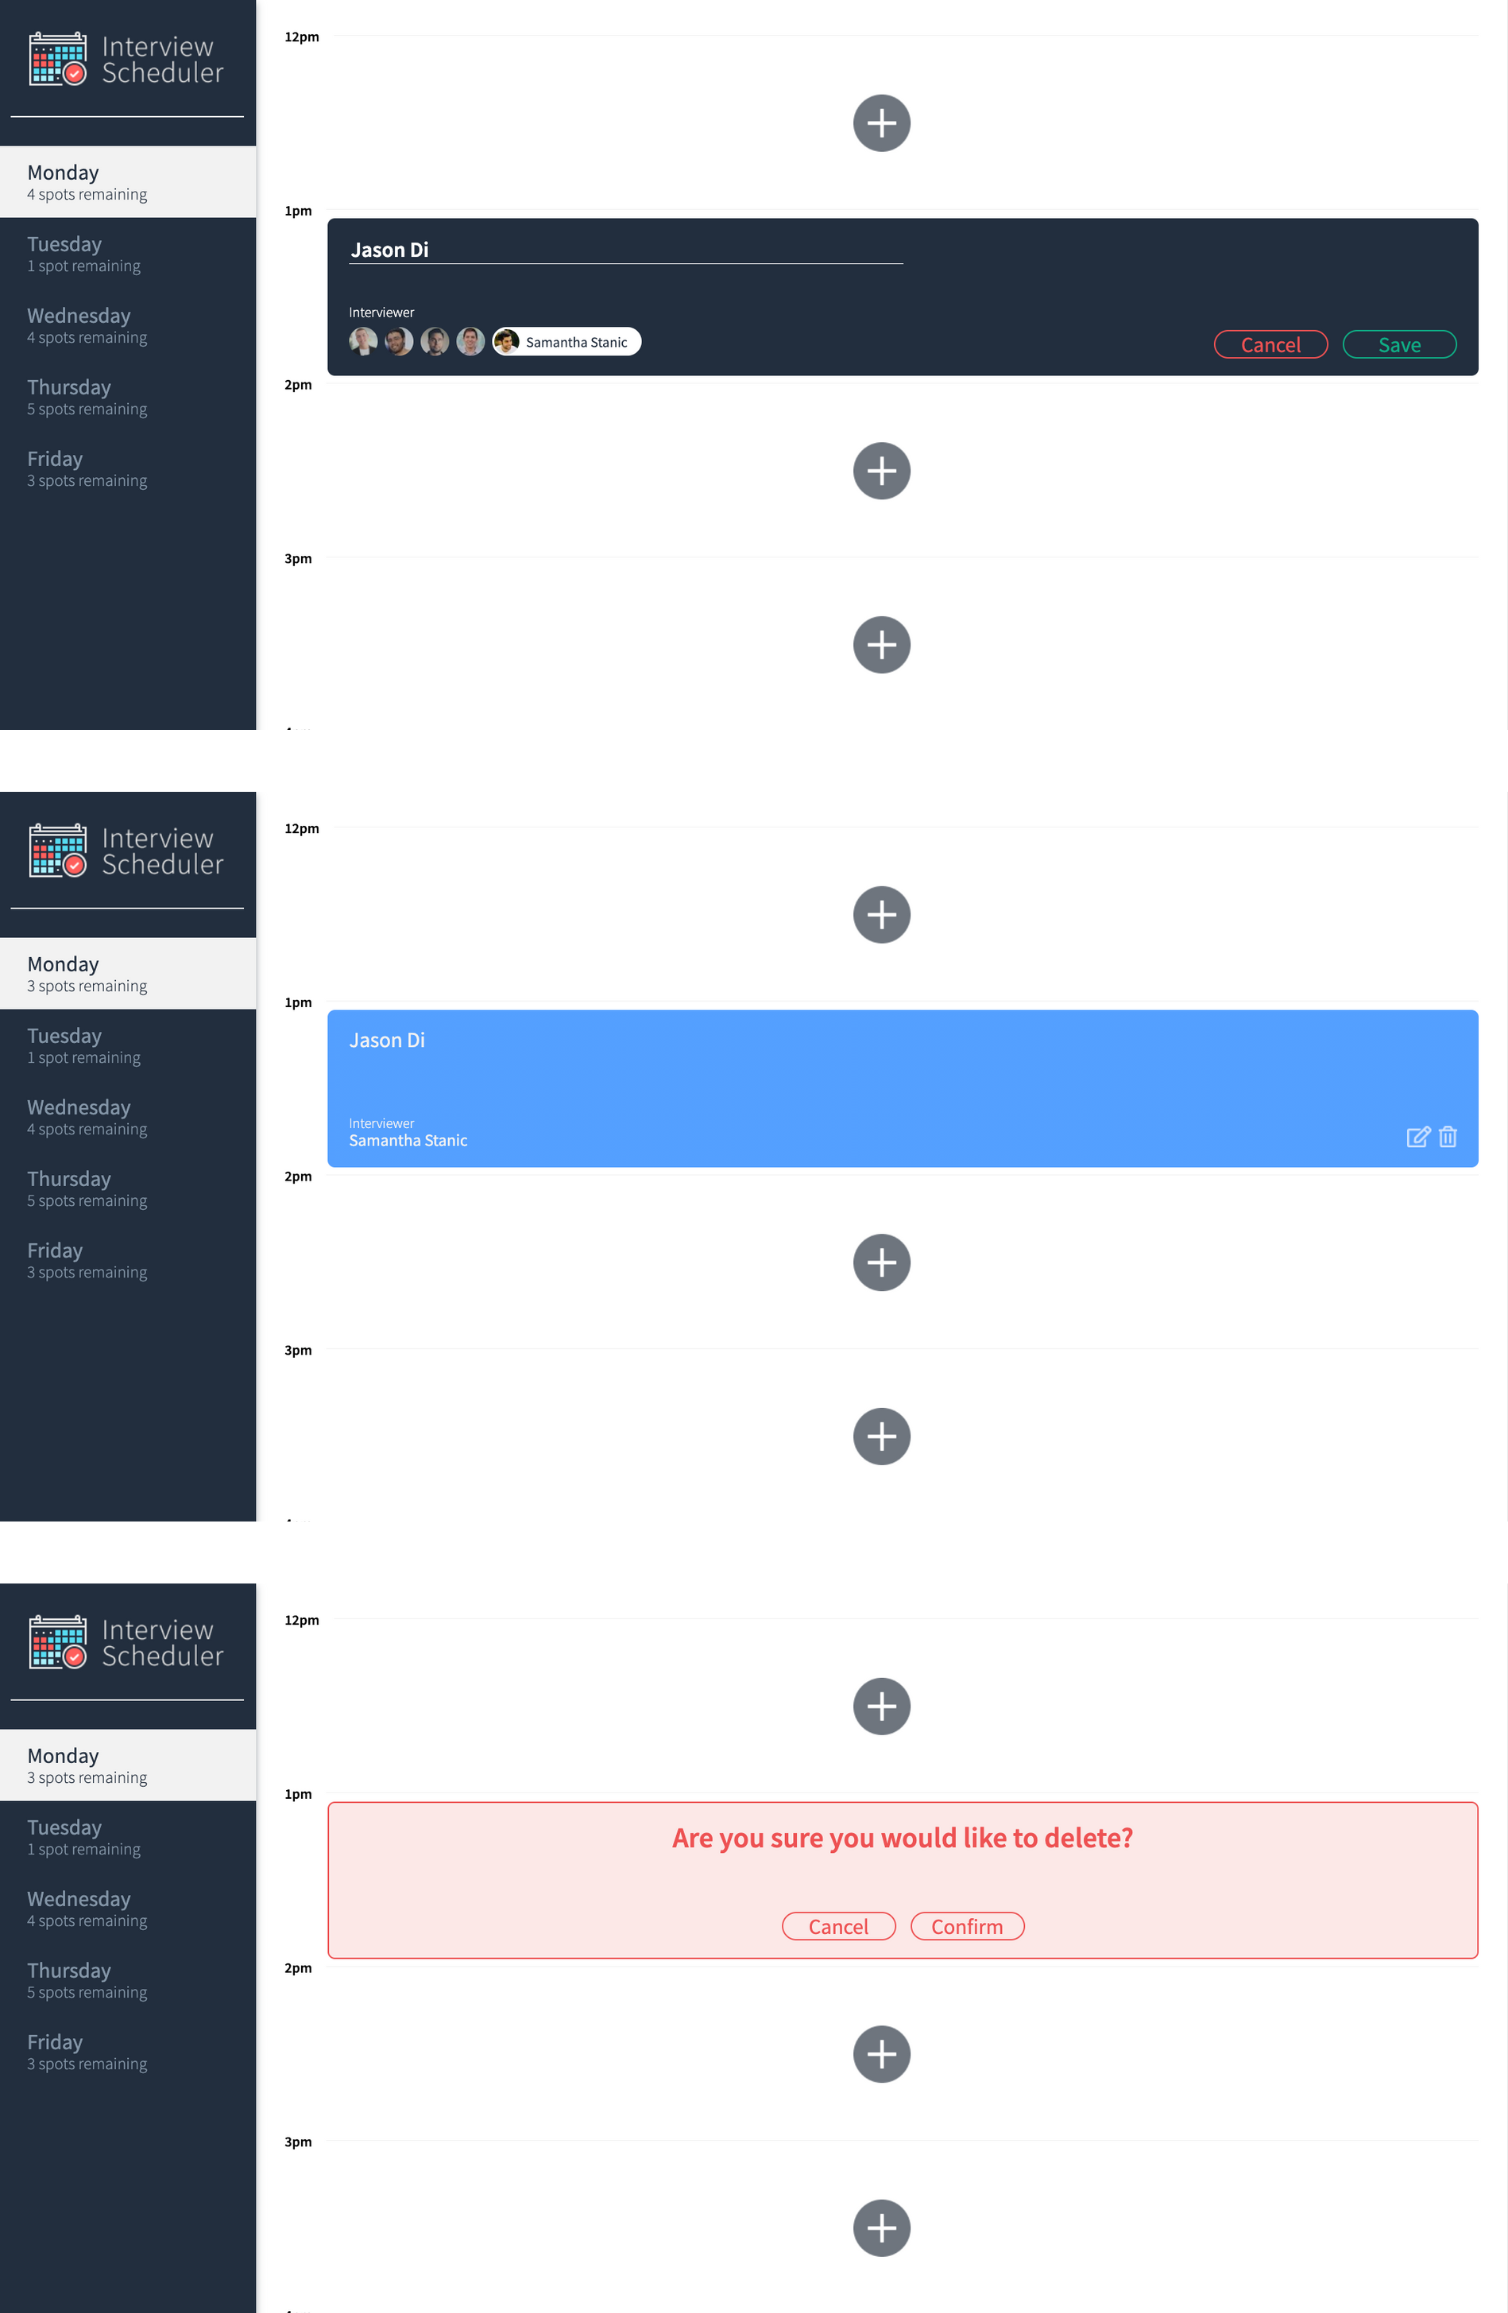 Interview
Scheduler
Monday
4 spots remaining
Tuesday
1 spot remaining
Wednesday
4 spots remaining
Thursday
5 spots remaining
Friday
3 spots remaining
12pm
1pm
Jason Di
Interviewer
Samantha Stanic
Cancel
Save
2pm
3pm
Interview
Scheduler
Monday
3 spots remaining
Tuesday
1 spot remaining
Wednesday
4 spots remaining
Thursday
5 spots remaining
Friday
3 spots remaining
12pm
1pm
Jason Di
Interviewer
Samantha Stanic
2pm
3pm
Interview
Scheduler
Monday
3 spots remaining
Tuesday
1 spot remaining
Wednesday
4 spots remaining
Thursday
5 spots remaining
Friday
3 spots remaining
12pm
1pm
Are you sure you would like to delete?
Cancel
Confirm
2pm
3pm